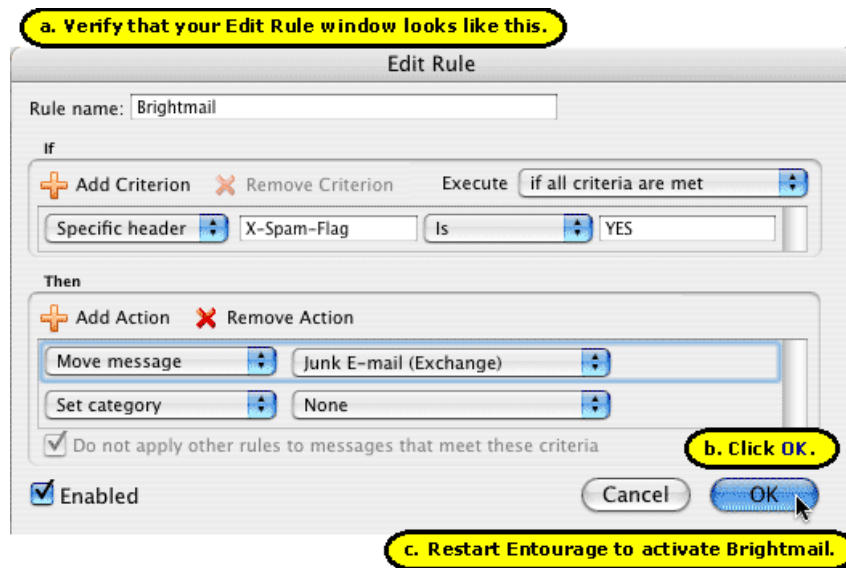 a. Verify that your Edit Rule window looks like this.
Edit Rule
Rule name: Brightmail
If
Add Criterion Remove Criterion Execute if all criteria are met
Specific header X-Spam-Flag Is YES
Then
Add Action Remove Action
Move message Junk E-mail (Exchange)
Set category None
Do not apply other rules to messages that meet these criteria
b. Click OK.
Enabled Cancel OK
c. Restart Entourage to activate Brightmail.